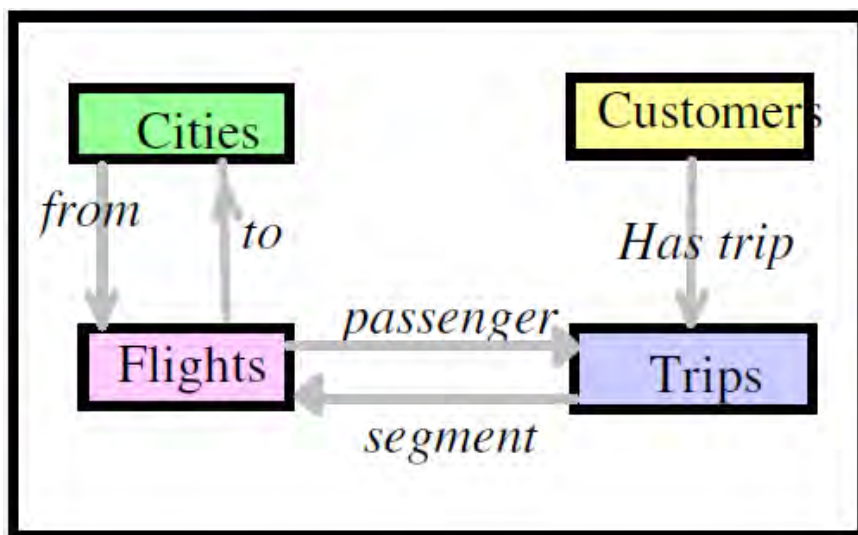 Cities
Customers
from
to
Has trip
passenger
Flights
Trips
segment